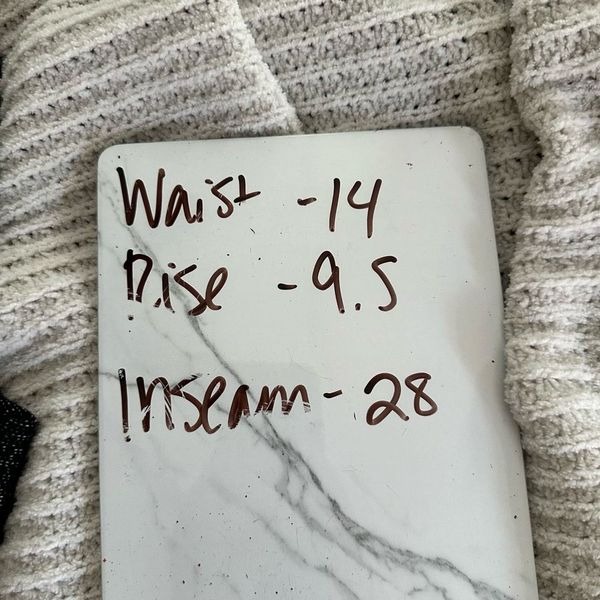 Waist - 14
Rise - 9.5
Inseam - 28